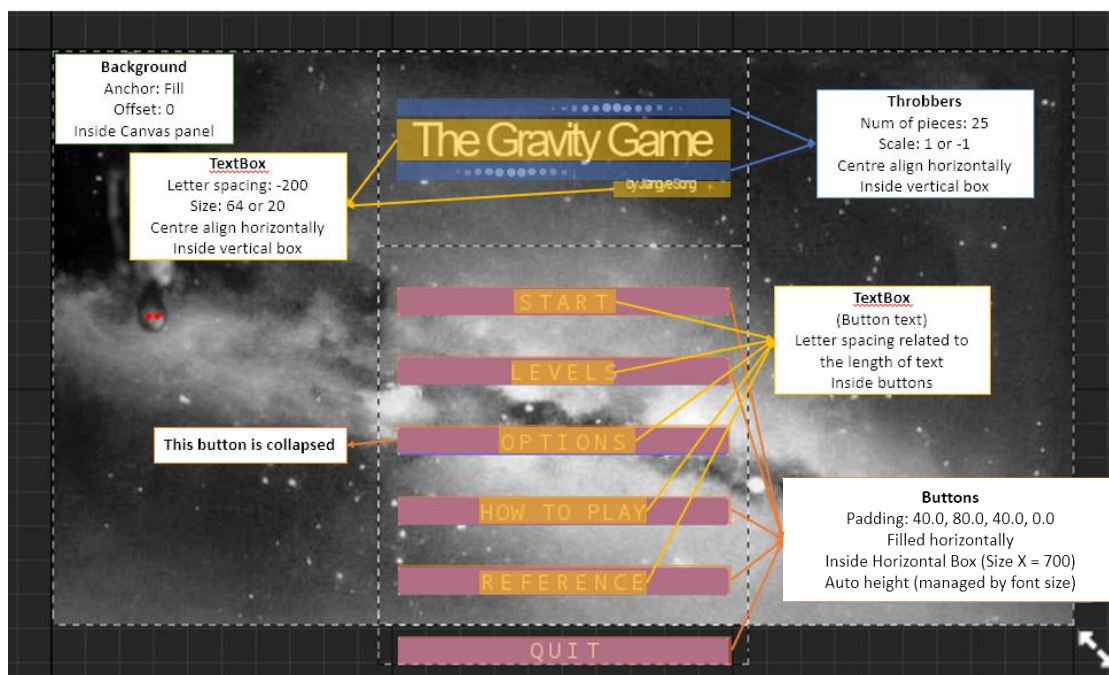 Background
Anchor: Fill
Offset: 0
Inside Canvas panel
Throbbers
Num of pieces: 25
Scale: 1 or -1
Centre align horizontally
Inside vertical box
The Gravity Game
by Jiangye Song
TextBox
Letter spacing: -200
Size: 64 or 20
Centre align horizontally
Inside vertical box
START
LEVELS
OPTIONS
HOW TO PLAY
REFERENCE
QUIT
TextBox
(Button text)
Letter spacing related to
the length of text
Inside buttons
This button is collapsed
Buttons
Padding: 40.0, 80.0, 40.0, 0.0
Filled horizontally
Inside Horizontal Box (Size X = 700)
Auto height (managed by font size)